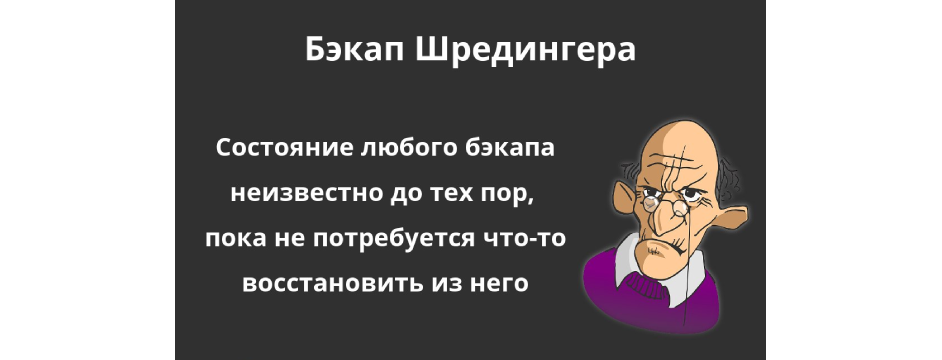 Бэкап Шредингера
Состояние любого бэкапа
неизвестно до тех пор,
пока не потребуется что-то
восстановить из него